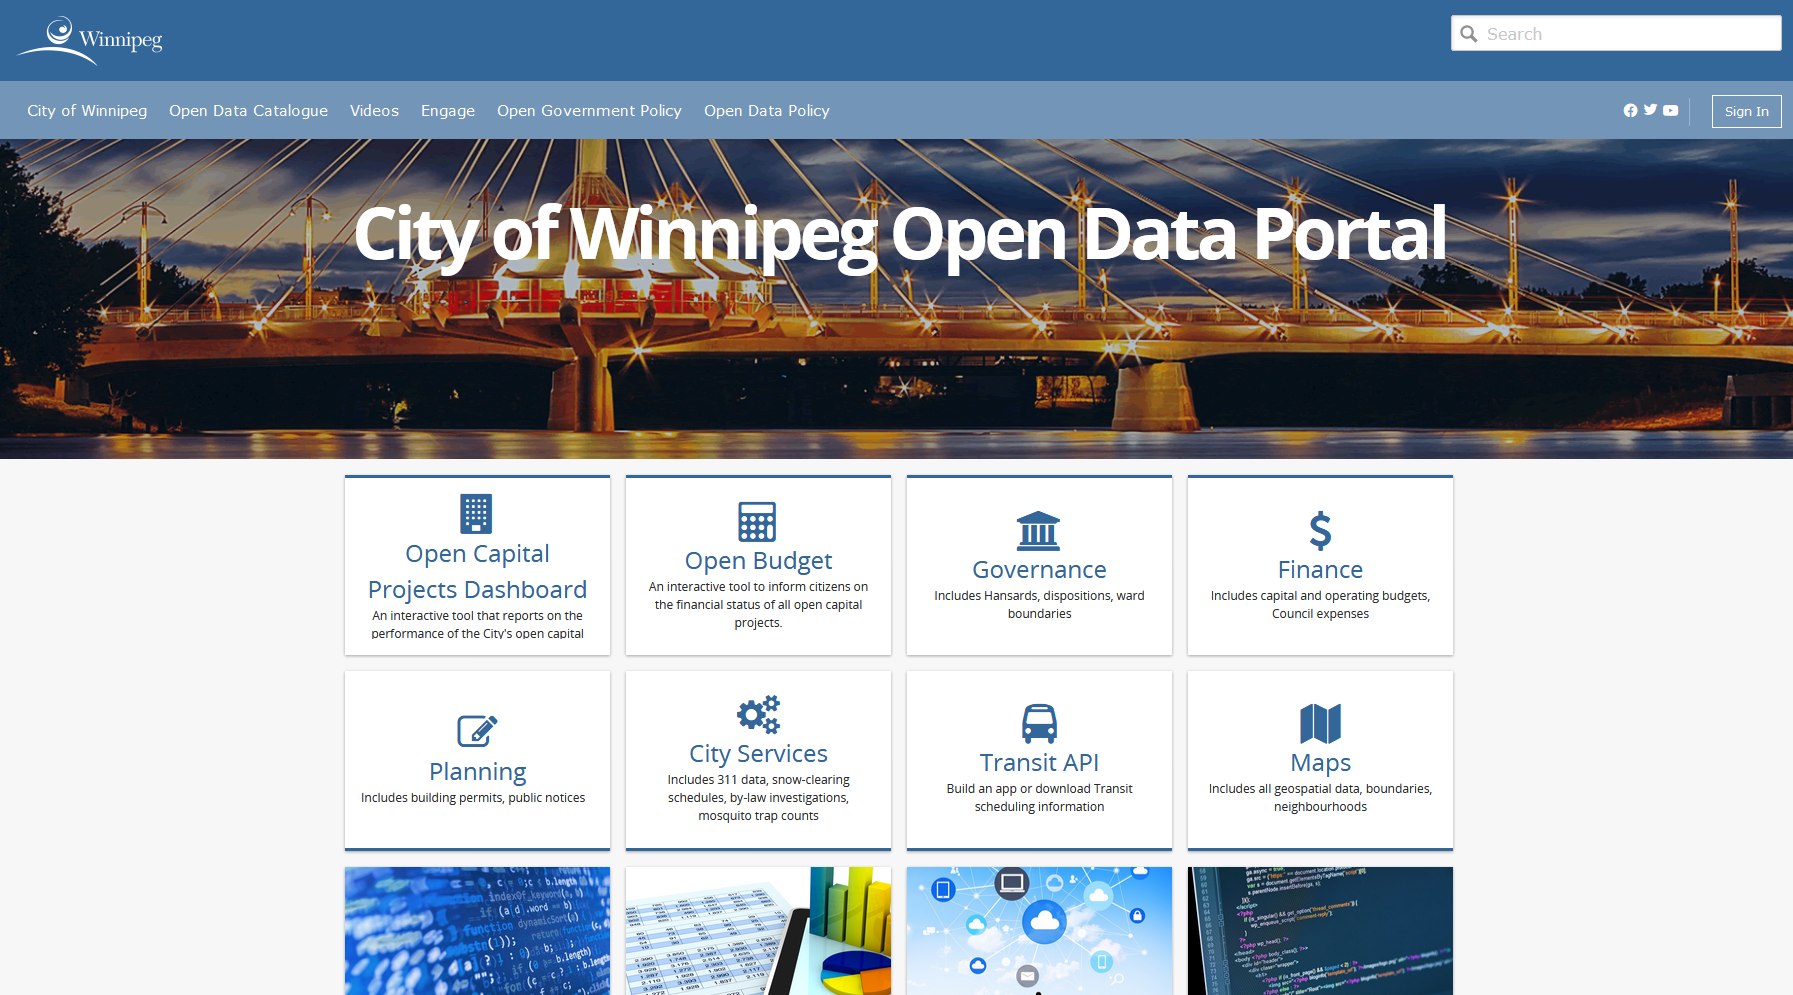 Winnipeg
Search
City of Winnipeg
Open Data Catalogue
Videos
Engage
Open Government Policy
Open Data Policy
Sign In
City of Winnipeg Open Data Portal
Open Capital
Projects Dashboard
An interactive tool that reports on the
performance of the City's open capital
Open Budget
An interactive tool to inform citizens on
the financial status of all open capital
projects.
Governance
Includes Hansards, dispositions, ward
boundaries
Finance
Includes capital and operating budgets,
Council expenses
Planning
Includes building permits, public notices
City Services
Includes 311 data, snow-clearing
schedules, by-law investigations,
mosquito trap counts
Transit API
Build an app or download Transit
scheduling information
Maps
Includes all geospatial data, boundaries,
neighbourhoods